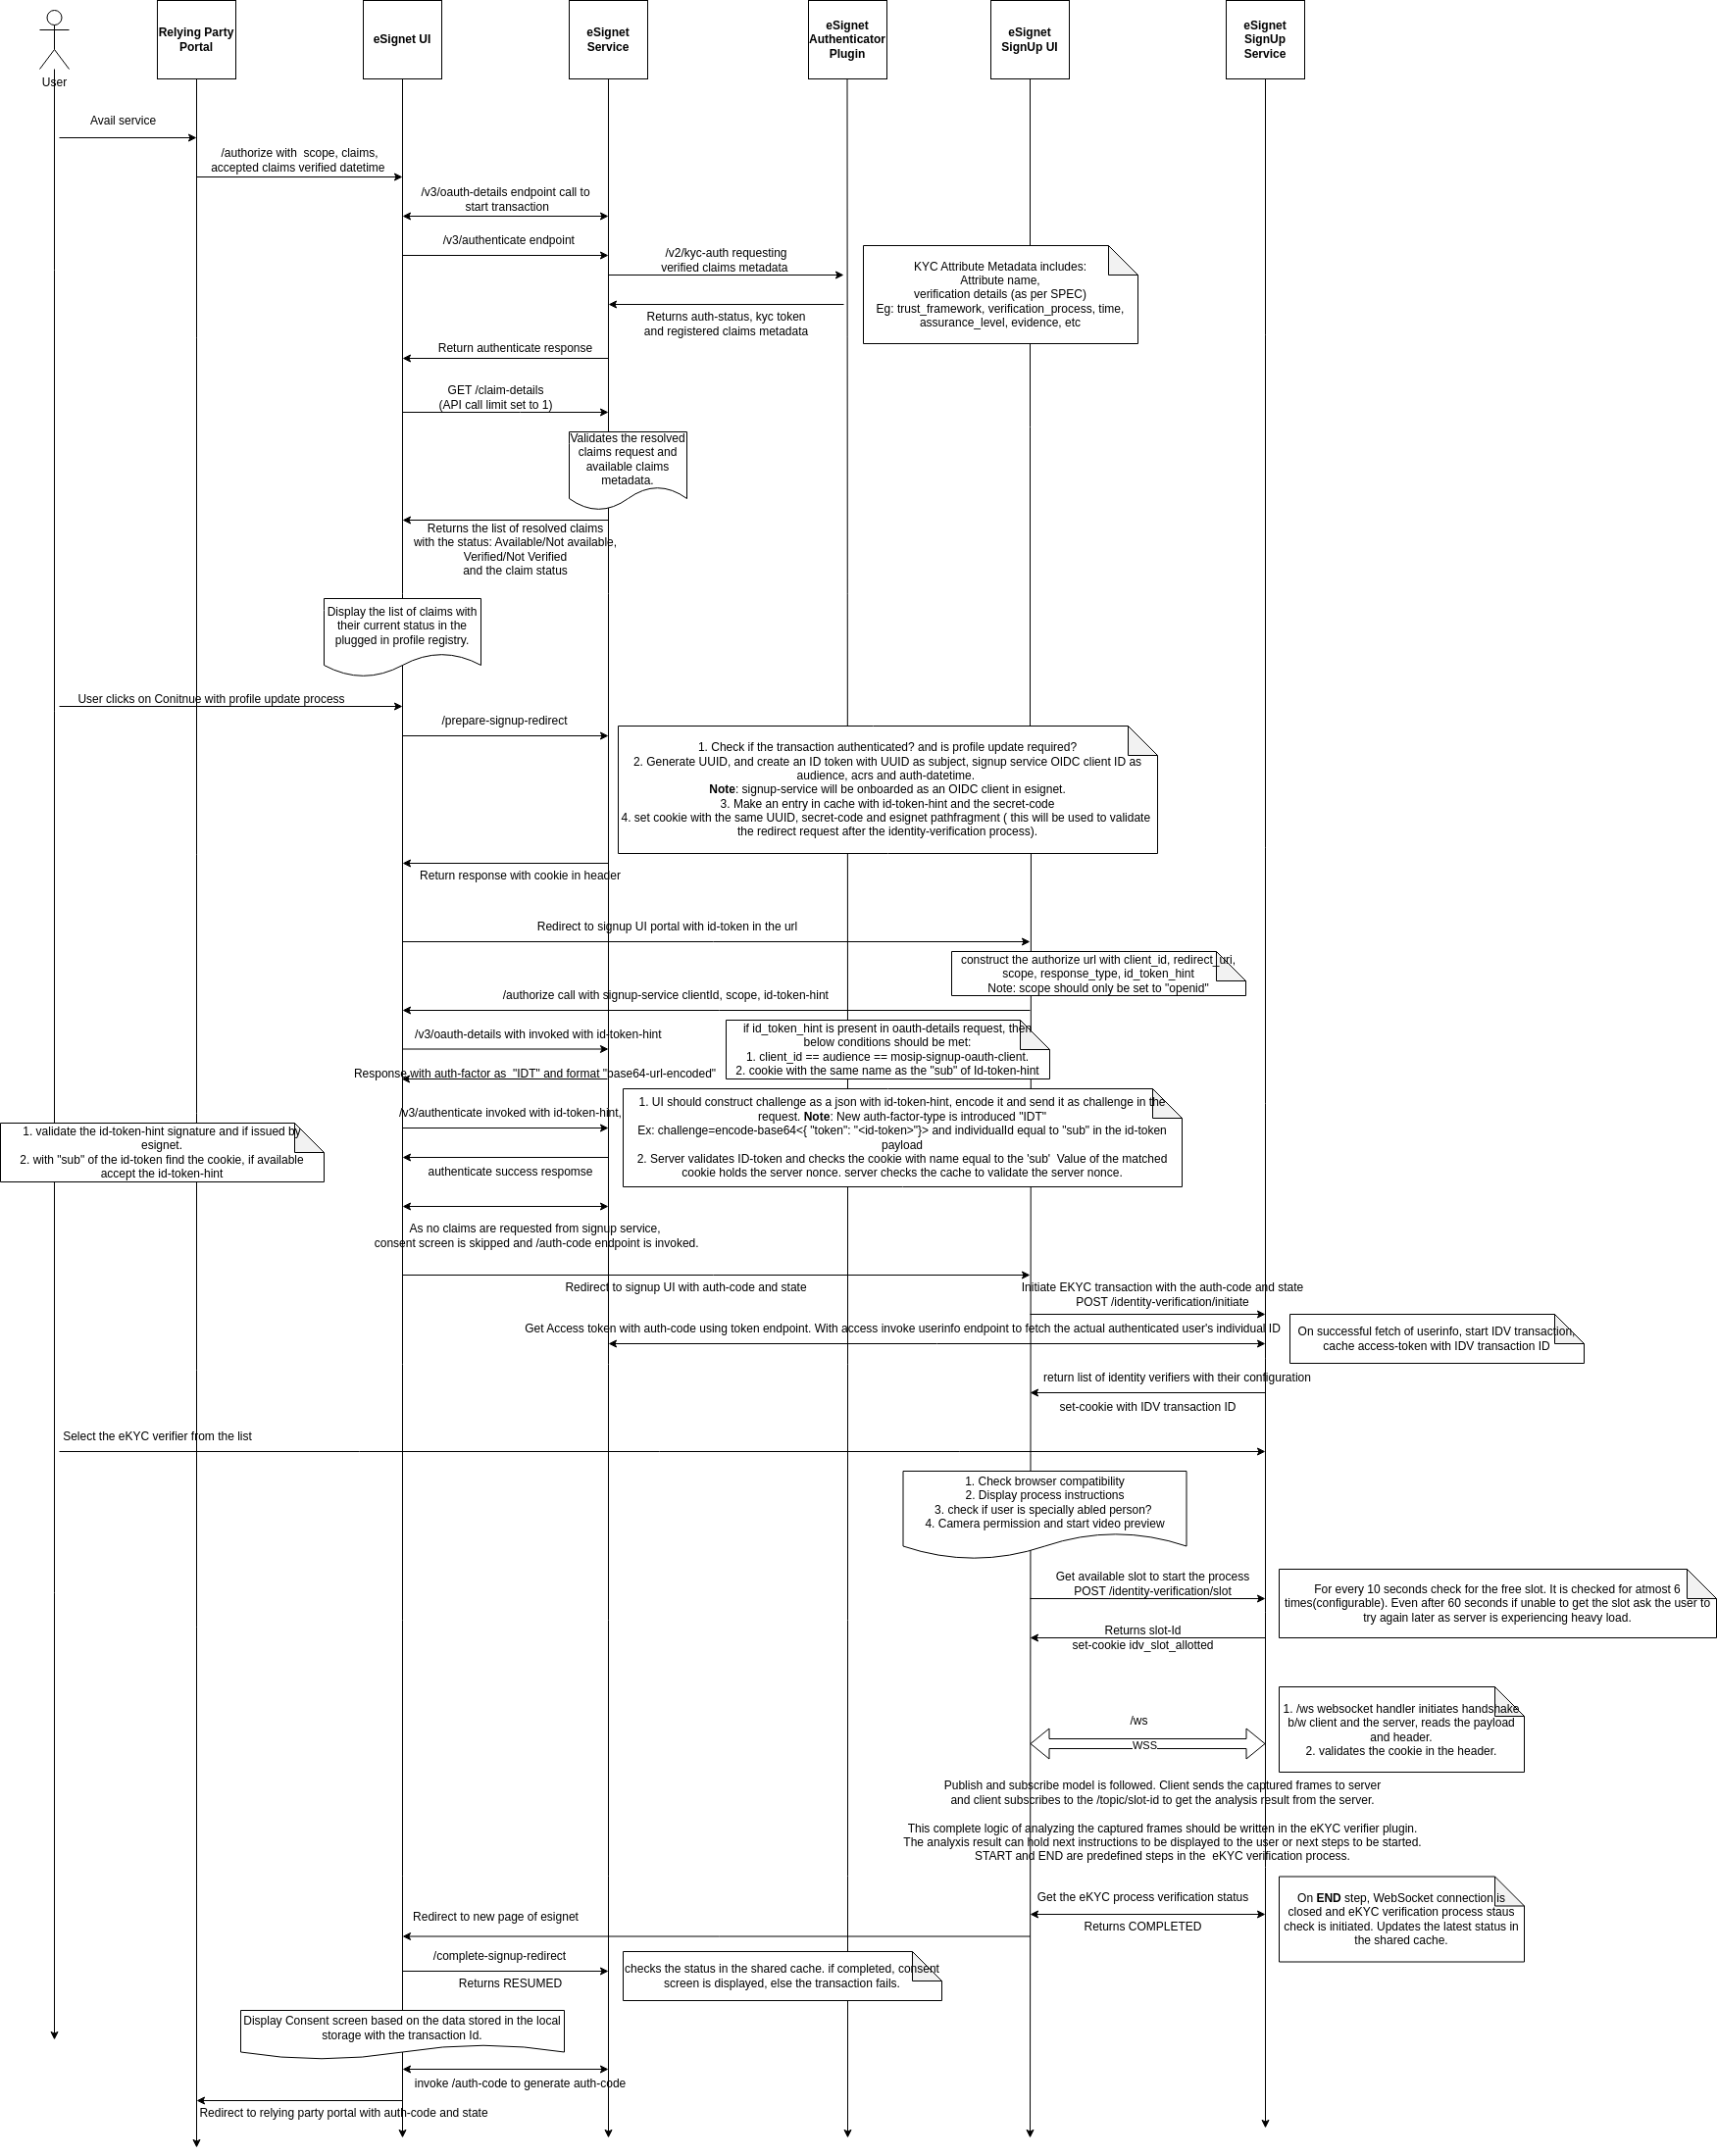 User
Relying Party
Portal
eSignet UI
eSignet
Service
eSignet
Authenticator
Plugin
eSignet
SignUp UI
eSignet
SignUp
Service
Avail service
/authorize with  scope, claims,
accepted claims verified datetime
/v3/oauth-details endpoint call to
start transaction
/v3/authenticate endpoint
/v2/kyc-auth requesting
verified claims metadata
KYC Attribute Metadata includes:
Attribute name,
verification details (as per SPEC)
Eg: trust_framework, verification_process, time,
assurance_level, evidence, etc
Returns auth-status, kyc token
and registered claims metadata
Return authenticate response
GET /claim-details
(API call limit set to 1)
Validates the resolved
claims request and
available claims
metadata.
Returns the list of resolved claims
with the status: Available/Not available,
Verified/Not Verified
and the claim status
Display the list of claims with
their current status in the
plugged in profile registry.
User clicks on Conitnue with profile update process
/prepare-signup-redirect
1. Check if the transaction authenticated? and is profile update required?
2. Generate UUID, and create an ID token with UUID as subject, signup service OIDC client ID as
audience, acrs and auth-datetime.
Note: signup-service will be onboarded as an OIDC client in esignet.
3. Make an entry in cache with id-token-hint and the secret-code
4. set cookie with the same UUID, secret-code and esignet pathfragment ( this will be used to validate
the redirect request after the identity-verification process).
Return response with cookie in header
Redirect to signup UI portal with id-token in the url
construct the authorize url with client_id, redirect_uri,
scope, response_type, id_token_hint
Note: scope should only be set to "openid"
/authorize call with signup-service clientId, scope, id-token-hint
/v3/oauth-details with invoked with id-token-hint
if id_token_hint is present in oauth-details request, then
below conditions should be met:
1. client_id == audience == mosip-signup-oauth-client.
2. cookie with the same name as the "sub" of Id-token-hint
Response with auth-factor as  "IDT" and format "base64-url-encoded"
/v3/authenticate invoked with id-token-hint,
1. UI should construct challenge as a json with id-token-hint, encode it and send it as challenge in the
request. Note: New auth-factor-type is introduced "IDT"
Ex: challenge=encode-base64<{ "token": "<id-token>"}> and individualId equal to "sub" in the id-token
payload
2. Server validates ID-token and checks the cookie with name equal to the 'sub'  Value of the matched
cookie holds the server nonce. server checks the cache to validate the server nonce.
1. validate the id-token-hint signature and if issued by
esignet.
2. with "sub" of the id-token find the cookie, if available
accept the id-token-hint
authenticate success respomse
As no claims are requested from signup service,
consent screen is skipped and /auth-code endpoint is invoked.
Redirect to signup UI with auth-code and state
Initiate EKYC transaction with the auth-code and state
POST /identity-verification/initiate
Get Access token with auth-code using token endpoint. With access invoke userinfo endpoint to fetch the actual authenticated user's individual ID
On successful fetch of userinfo, start IDV transaction,
cache access-token with IDV transaction ID
return list of identity verifiers with their configuration
set-cookie with IDV transaction ID
Select the eKYC verifier from the list
1. Check browser compatibility
2. Display process instructions
3. check if user is specially abled person?
4. Camera permission and start video preview
Get available slot to start the process
POST /identity-verification/slot
For every 10 seconds check for the free slot. It is checked for atmost 6
times(configurable). Even after 60 seconds if unable to get the slot ask the user to
try again later as server is experiencing heavy load.
Returns slot-Id
set-cookie idv_slot_allotted
/ws
WSS
1. /ws websocket handler initiates handshake
b/w client and the server, reads the payload
and header.
2. validates the cookie in the header.
Publish and subscribe model is followed. Client sends the captured frames to server
and client subscribes to the /topic/slot-id to get the analysis result from the server.
This complete logic of analyzing the captured frames should be written in the eKYC verifier plugin.
The analyxis result can hold next instructions to be displayed to the user or next steps to be started.
START and END are predefined steps in the  eKYC verification process.
Get the eKYC process verification status
Returns COMPLETED
On END step, WebSocket connection is
closed and eKYC verification process staus
check is initiated. Updates the latest status in
the shared cache.
Redirect to new page of esignet
/complete-signup-redirect
Returns RESUMED
checks the status in the shared cache. if completed, consent
screen is displayed, else the transaction fails.
Display Consent screen based on the data stored in the local
storage with the transaction Id.
invoke /auth-code to generate auth-code
Redirect to relying party portal with auth-code and state